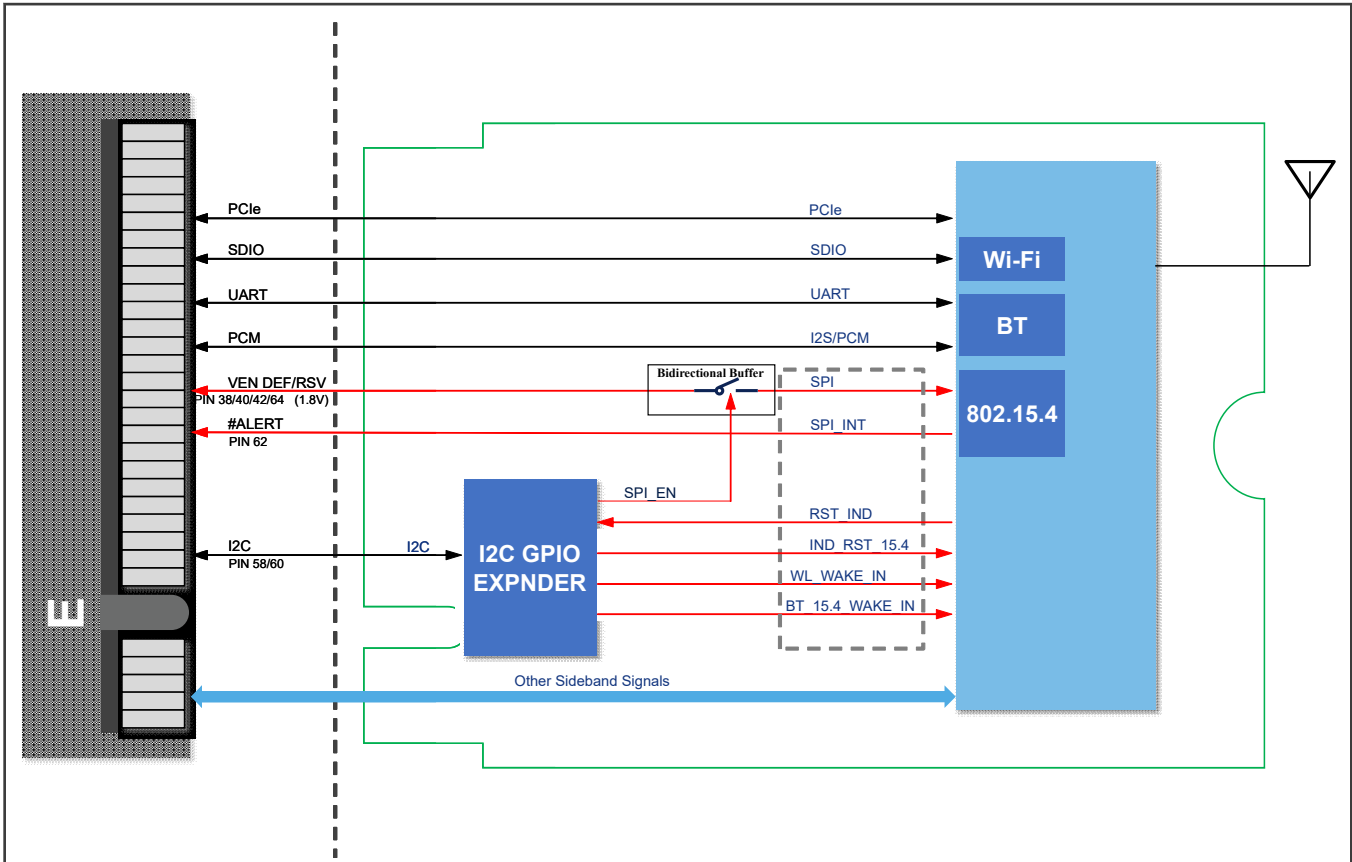 PCIe
PCIe
SDIO
SDIO
Wi-Fi
UART
UART
BT
PCM
I2S/PCM
Bidirectional Buffer
VEN DEF/RSV
SPI
PIN 38/40/42/64 (1.8V)
802.15.4
#ALERT
SPI_INT
PIN 62
SPI_EN
RST_IND
I2C
I2C
I2C GPIO
EXPNDER
IND_RST_15.4
PIN 58/60
WL_WAKE_IN
E
BT_15.4_WAKE_IN
Other Sideband Signals